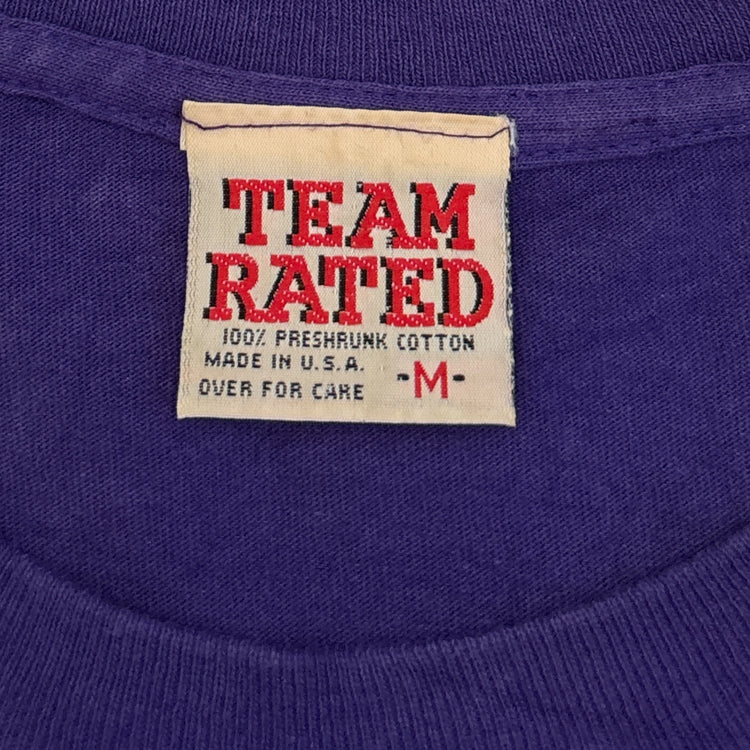 TEAM
RATED
100% PRESHRUNK COTTON
MADE IN U.S.A.
-M-
OVER FOR CARE